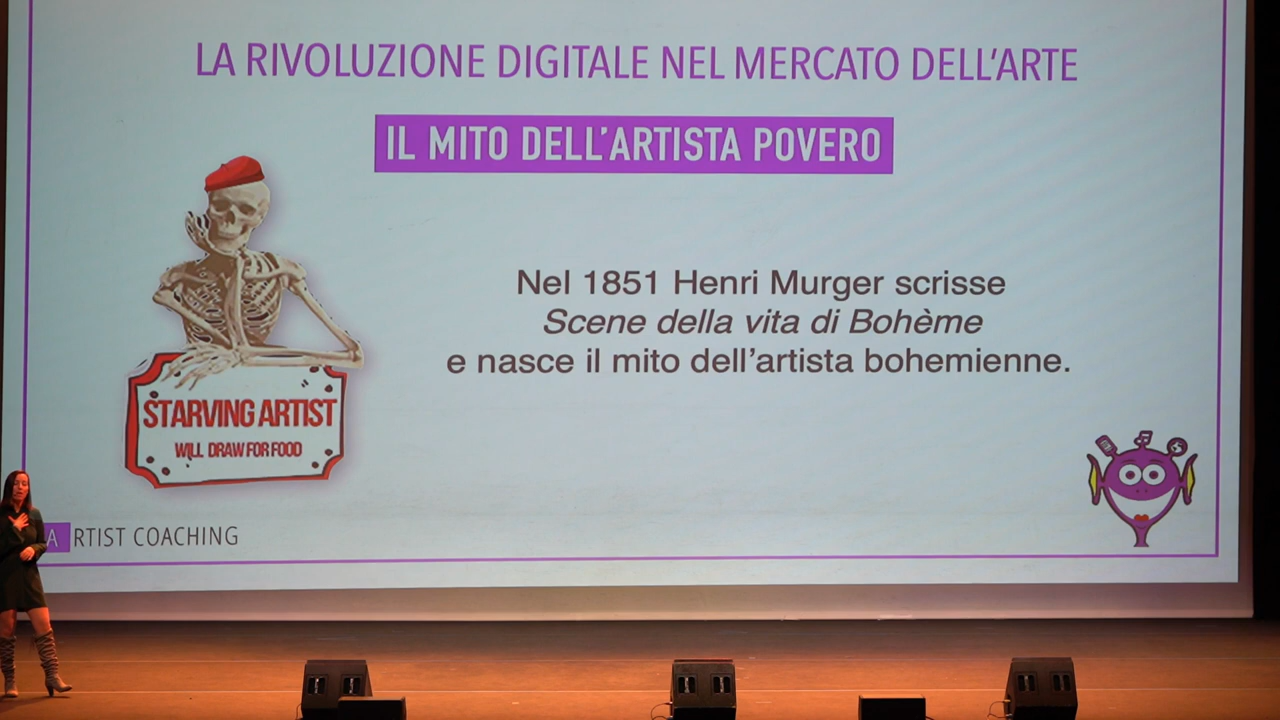 LA RIVOLUZIONE DIGITALE NEL MERCATO DELL'ARTE
IL MITO DELL'ARTISTA POVERO
Nel 1851 Henri Murger scrisse
Scene della vita di Bohème
e nasce il mito dell'artista bohemienne.
STARVING ARTIST
WILL DRAW FOR FOOD
ARTIST COACHING